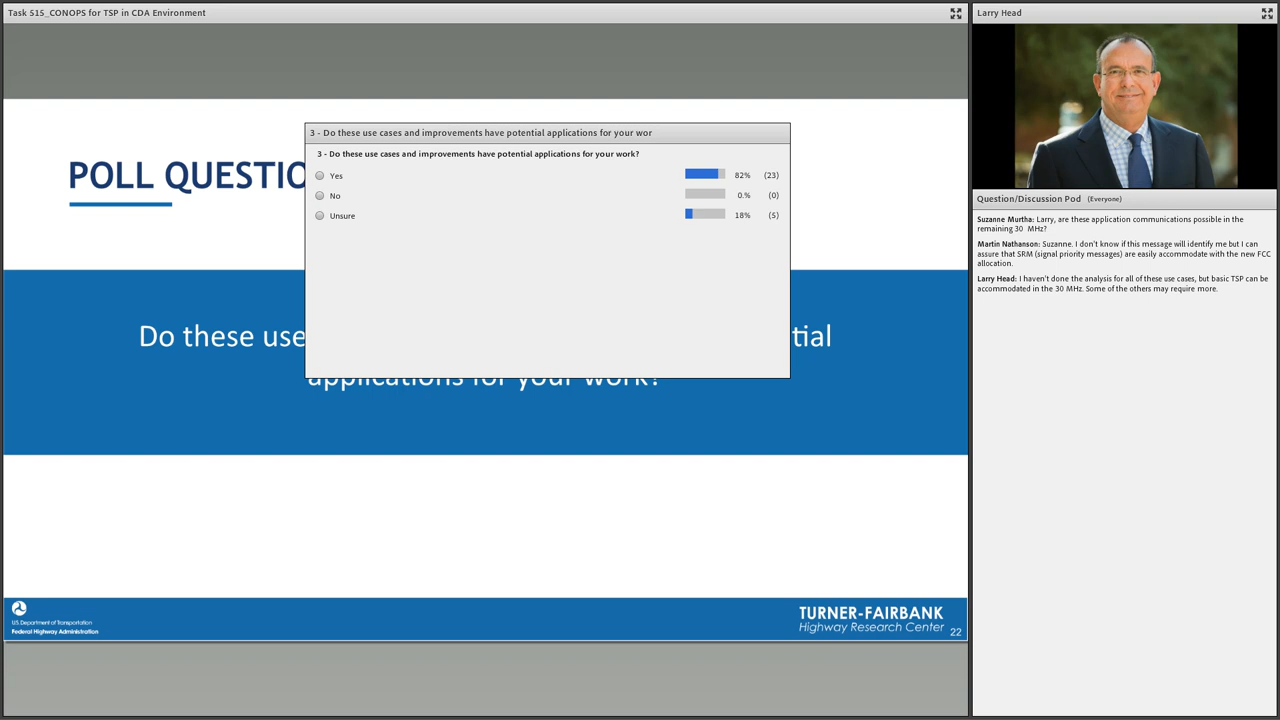 Task 515_CONOPS for TSP in CDA Environment
POLL QUESTIO
3 - Do these use cases and improvements have potential applications for your wor
3 - Do these use cases and improvements have potential applications for your work?
Yes 82% (23)
No 0.% (0)
Unsure 18% (5)
Do these use tial
applications for your work?
U.S. Department of Transportation
Federal Highway Administration
TURNER-FAIRBANK
Highway Research Center 22
Larry Head
Question/Discussion Pod (Everyone)
Suzanne Murtha: Larry, are these application communications possible in the
remaining 30 MHz?
Martin Nathanson: Suzanne. I don't know if this message will identify me but I can
assure that SRM (signal priority messages) are easily accommodate with the new FCC
allocation.
Larry Head: I haven't done the analysis for all of these use cases, but basic TSP can be
accommodated in the 30 MHz. Some of the others may require more.